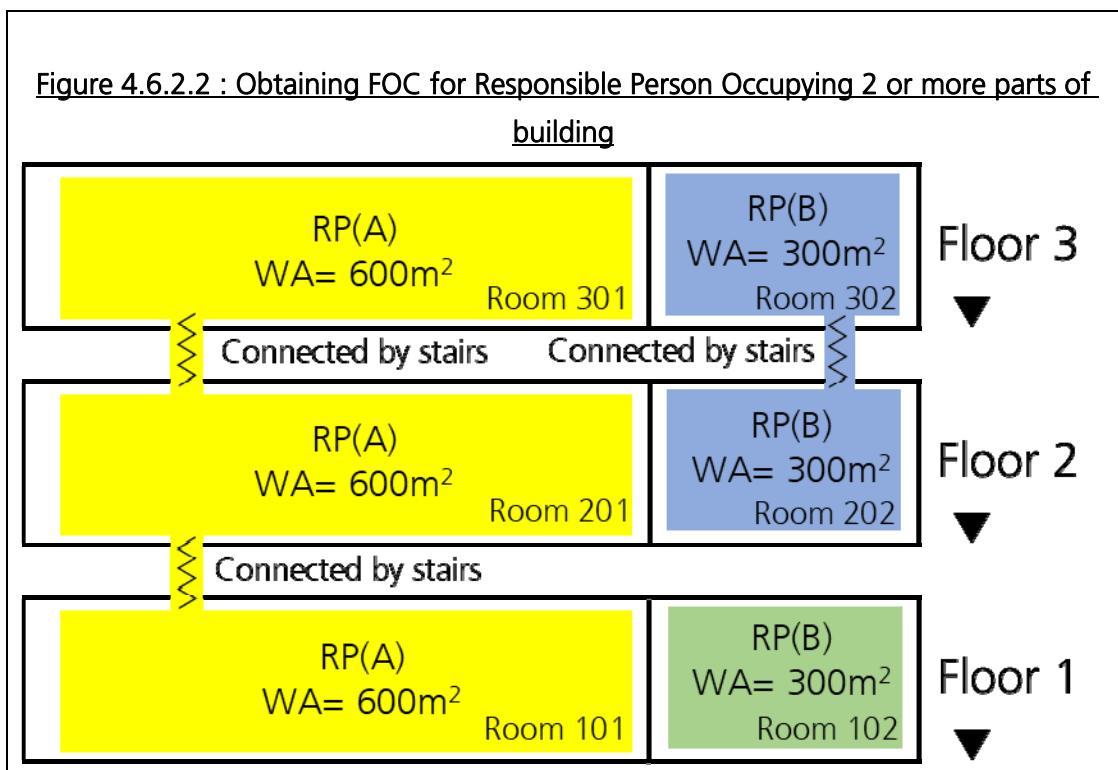 Figure 4.6.2.2 : Obtaining FOC for Responsible Person Occupying 2 or more parts of
building
RP(A)
WA= 600m²
Room 301
RP(B)
WA= 300m²
Room 302
Floor 3
Connected by stairs
Connected by stairs
RP(A)
WA= 600m²
Room 201
RP(B)
WA= 300m²
Room 202
Floor 2
Connected by stairs
RP(A)
WA= 600m²
Room 101
RP(B)
WA= 300m²
Room 102
Floor 1